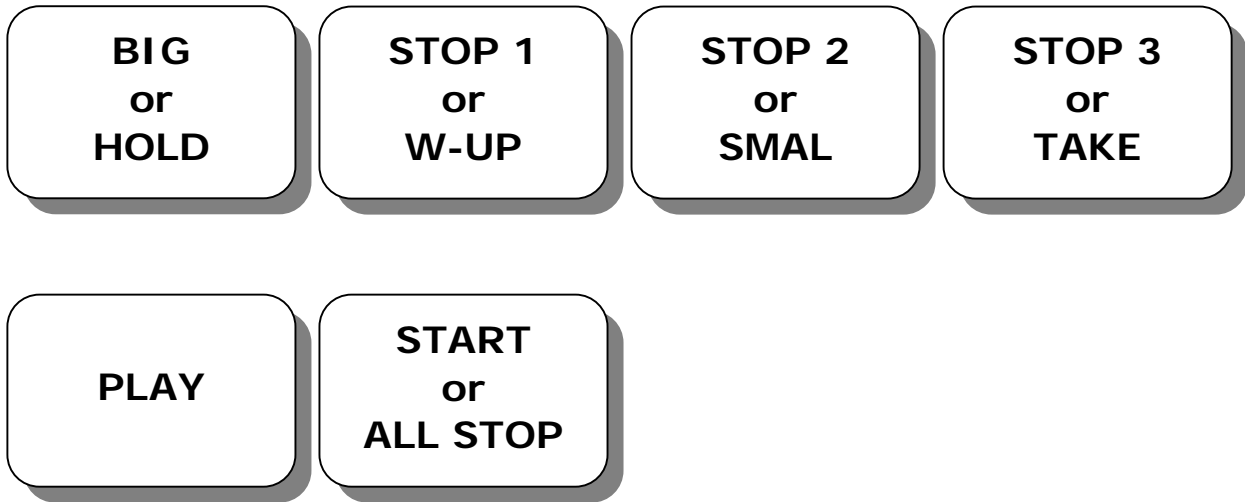 BIG
or
HOLD
STOP 1
or
W-UP
STOP 2
or
SMAL
STOP 3
or
TAKE
PLAY
START
or
ALL STOP